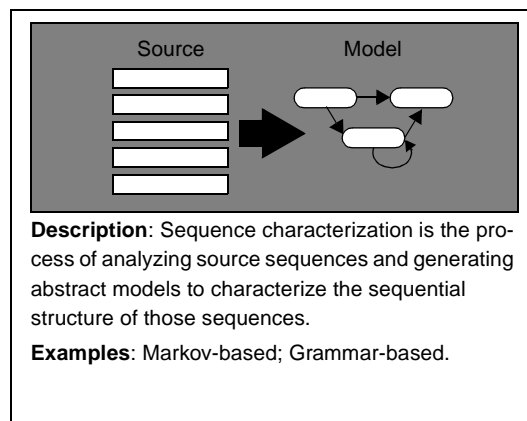 Source Model
Description: Sequence characterization is the pro-
cess of analyzing source sequences and generating
abstract models to characterize the sequential
structure of those sequences.
Examples: Markov-based; Grammar-based.